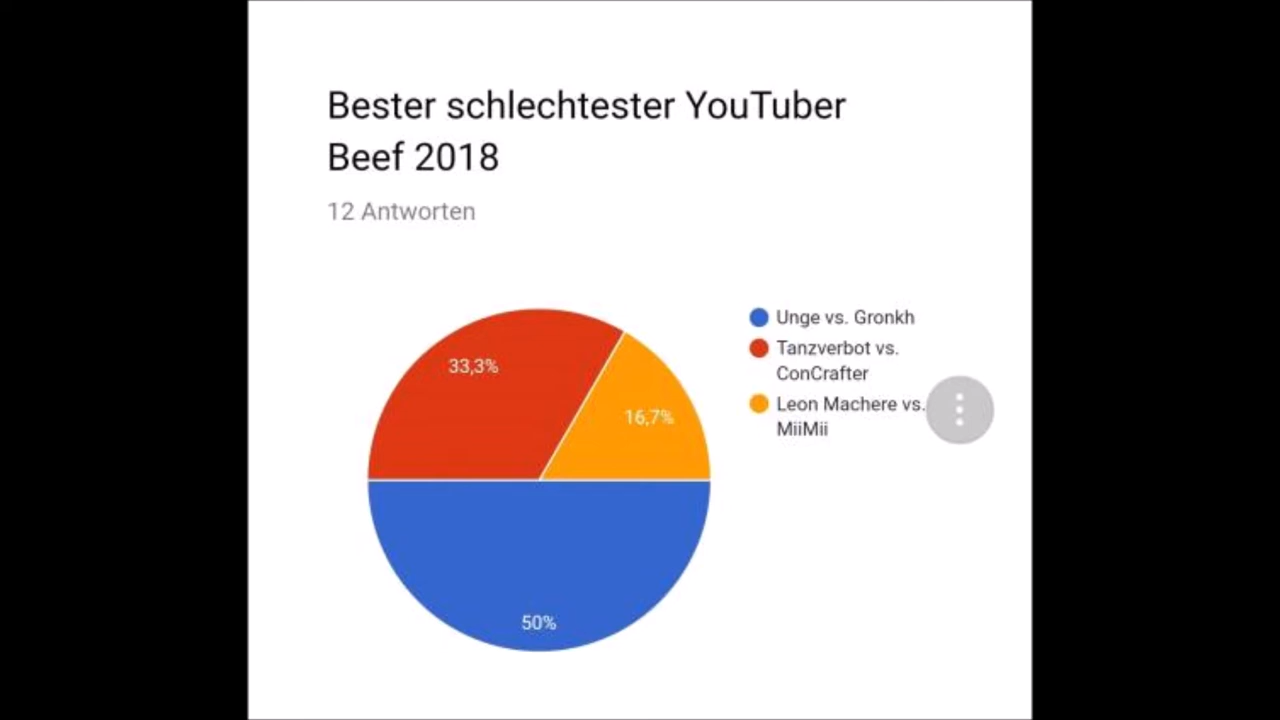 Bester schlechtester YouTuber
Beef 2018
12 Antworten
33,3%
16,7%
50%
Unge vs. Gronkh
Tanzverbot vs.
ConCrafter
Leon Machere vs.
MiiMii